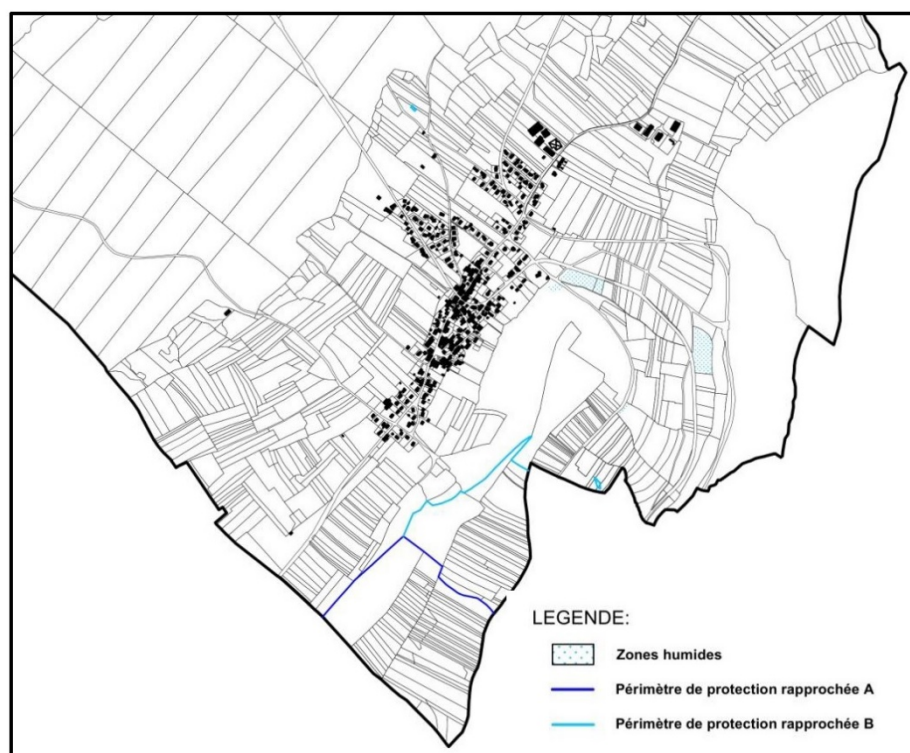 LEGENDE:
Zones humides
Périmètre de protection rapprochée A
Périmètre de protection rapprochée B